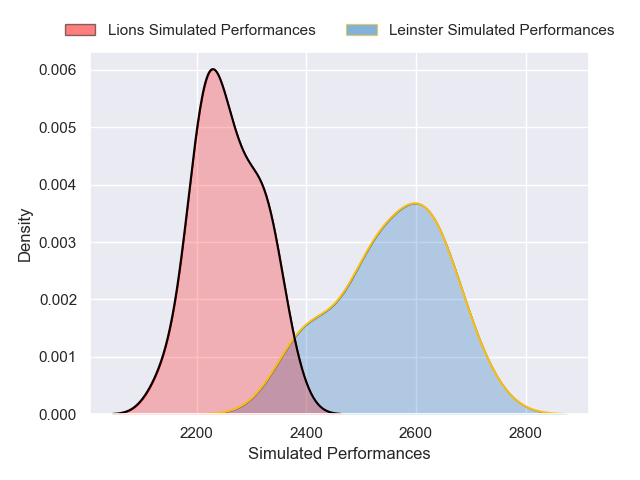 Lions Simulated Performances Leinster Simulated Performances
0.006
0.005
0.004
0.003
0.002
0.001
0.000
Density
2200 2400 2600 2800
Simulated Performances